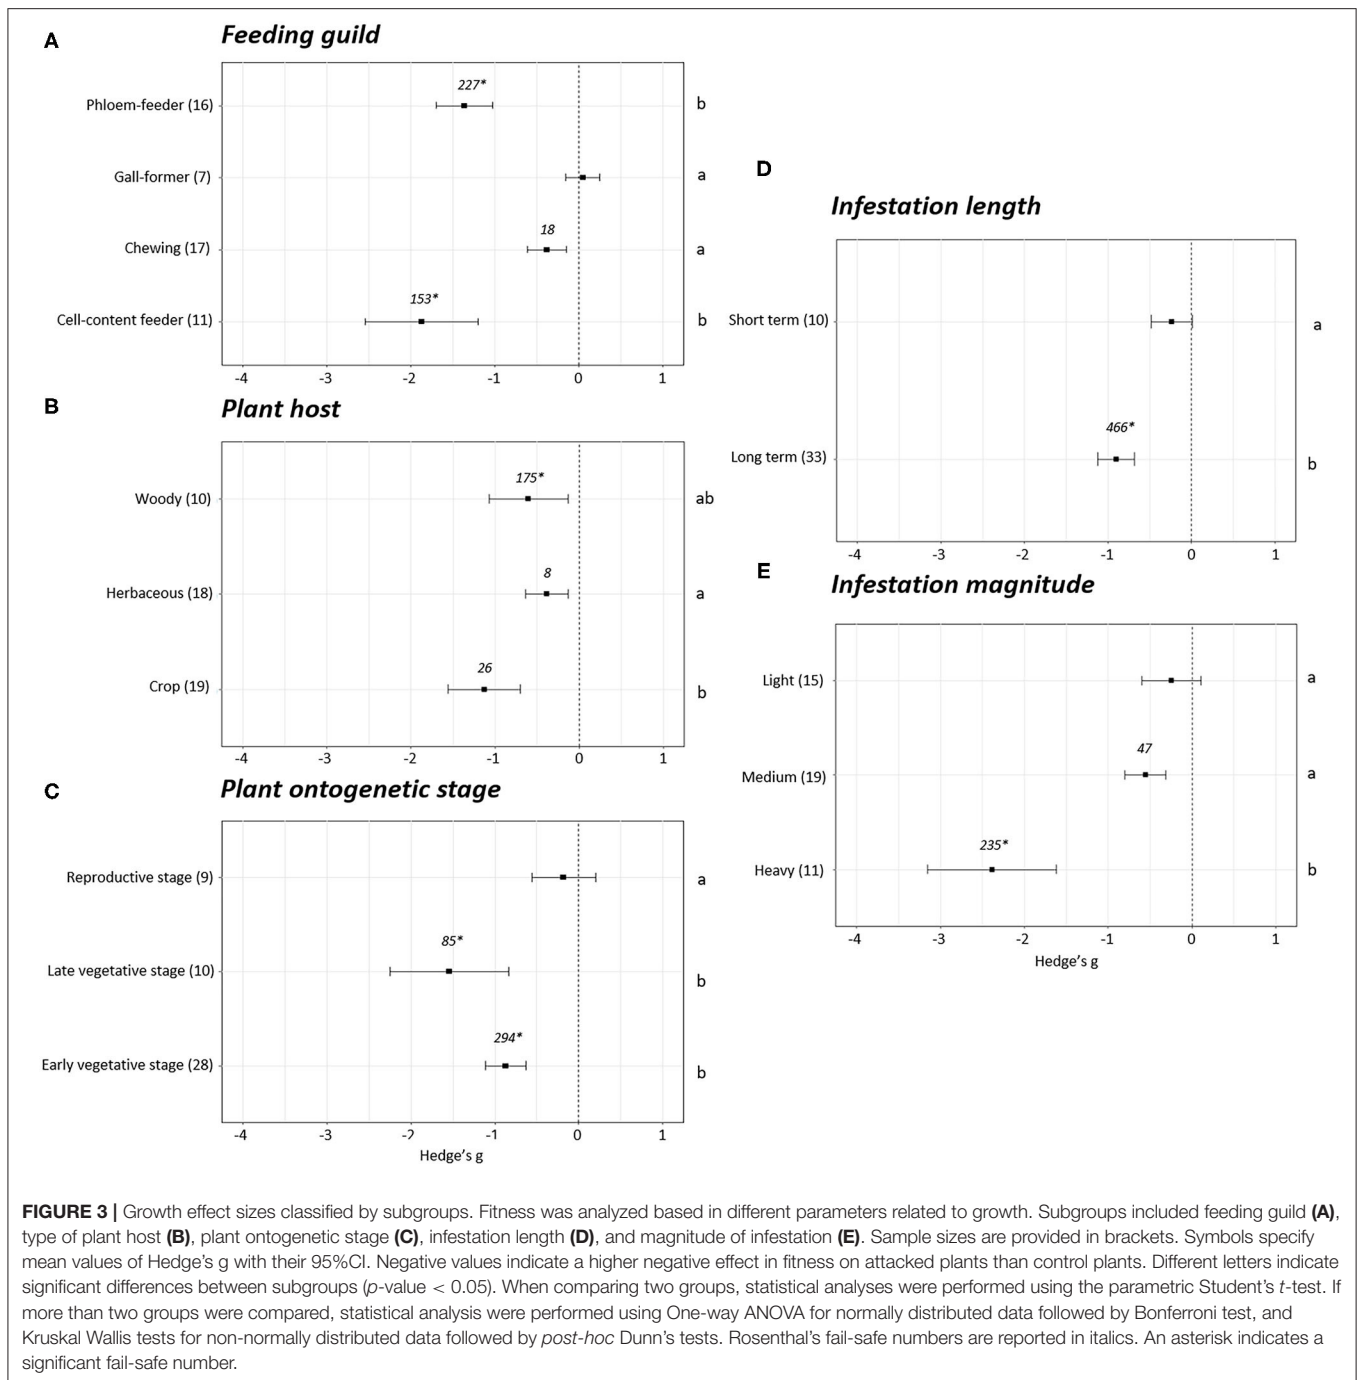 A
Feeding guild
227*
Phloem-feeder (16)
b
Gall-former (7)
a
18
Chewing (17)
a
153*
Cell-content feeder (11)
b
-4 -3 -2 -1 0 1
B
Plant host
175*
Woody (10)
ab
8
Herbaceous (18)
a
26
Crop (19)
b
-4 -3 -2 -1 0 1
C
Plant ontogenetic stage
Reproductive stage (9)
a
85*
Late vegetative stage (10)
b
294*
Early vegetative stage (28)
b
-4 -3 -2 -1 0 1
Hedge's g
D
Infestation length
Short term (10)
a
466*
Long term (33)
b
-4 -3 -2 -1 0 1
E
Infestation magnitude
Light (15)
a
47
Medium (19)
a
235*
Heavy (11)
b
-4 -3 -2 -1 0 1
Hedge's g
FIGURE 3 | Growth effect sizes classified by subgroups. Fitness was analyzed based in different parameters related to growth. Subgroups included feeding guild (A),
type of plant host (B), plant ontogenetic stage (C), infestation length (D), and magnitude of infestation (E). Sample sizes are provided in brackets. Symbols specify
mean values of Hedge's g with their 95%CI. Negative values indicate a higher negative effect in fitness on attacked plants than control plants. Different letters indicate
significant differences between subgroups (p-value < 0.05). When comparing two groups, statistical analyses were performed using the parametric Student's t-test. If
more than two groups were compared, statistical analysis were performed using One-way ANOVA for normally distributed data followed by Bonferroni test, and
Kruskal Wallis tests for non-normally distributed data followed by post-hoc Dunn's tests. Rosenthal's fail-safe numbers are reported in italics. An asterisk indicates a
significant fail-safe number.